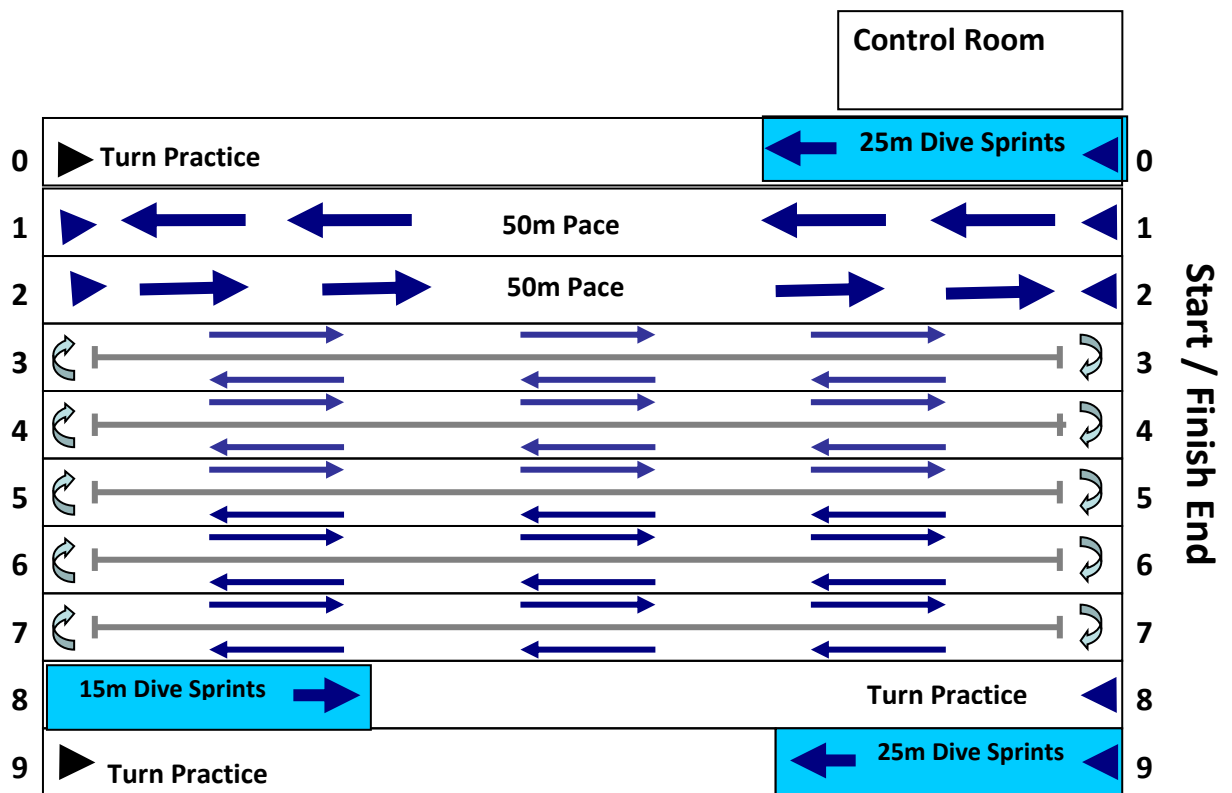 Control Room
0 Turn Practice 25m Dive Sprints 0
1 50m Pace 1
2 50m Pace 2
3 3
4 4
5 5
6 6
7 7
8 15m Dive Sprints Turn Practice 8
9 Turn Practice 25m Dive Sprints 9
Start / Finish End